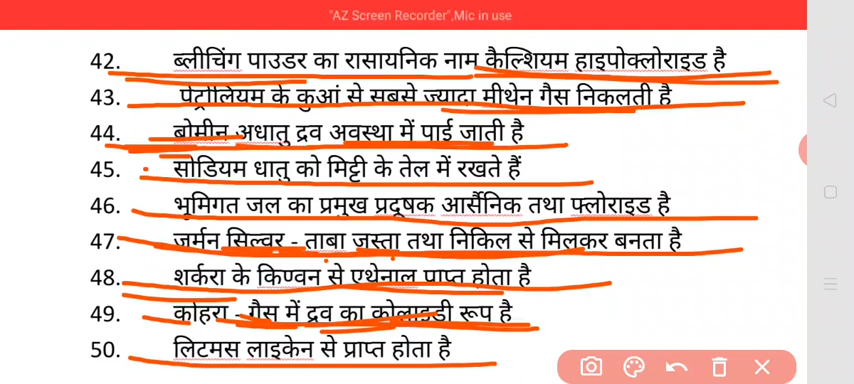 "AZ Screen Recorder",Mic in use
42. ब्लीचिंग पाउडर का रासायनिक नाम कैल्शियम हाइपोक्लोराइड है
43. पेट्रोलियम के कुआं से सबसे ज्यादा मीथेन गैस निकलती है
44. बोमीन अधातु द्रव अवस्था में पाई जाती है
45. सोडियम धातु को मिट्टी के तेल में रखते हैं
46. भूमिगत जल का प्रमुख प्रदूषक आर्सैनिक तथा फ्लोराइड है
47. जर्मन सिल्वर - ताबा जस्ता तथा निकिल से मिलकर बनता है
48. शर्करा के किण्वन से एथेनाल प्राप्त होता है
49. कोहरा - गैस में द्रव का कोलाइडी रूप है
50. लिटमस लाइकेन से प्राप्त होता है